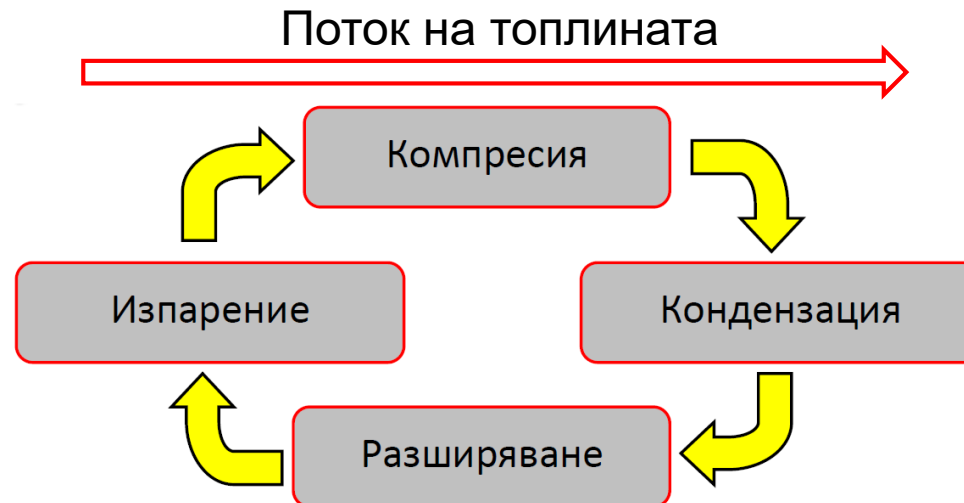 Поток на топлината
Компресия
Изпарение
Кондензация
Разширяване